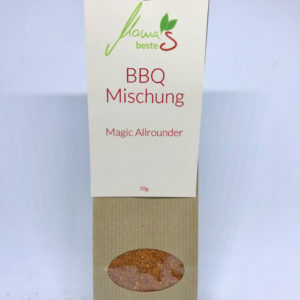 Mama's
beste
BBQ
Mischung
Magic Allrounder
70g